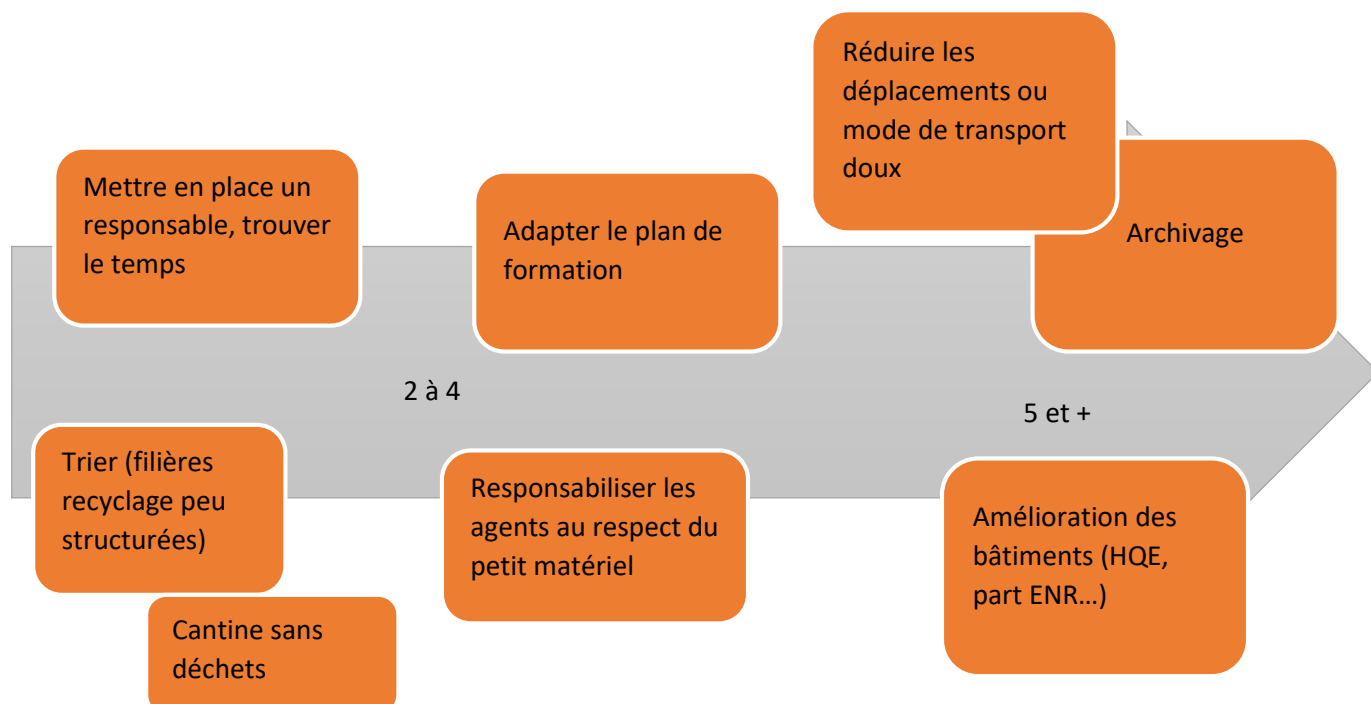 Mettre en place un
responsable, trouver
le temps
Adapter le plan de
formation
Réduire les
déplacements ou
mode de transport
doux
Archivage
2 à 4
5 et +
Trier (filières
recyclage peu
structurées)
Cantine sans
déchets
Responsabiliser les
agents au respect du
petit matériel
Amélioration des
bâtiments (HQE,
part ENR…)